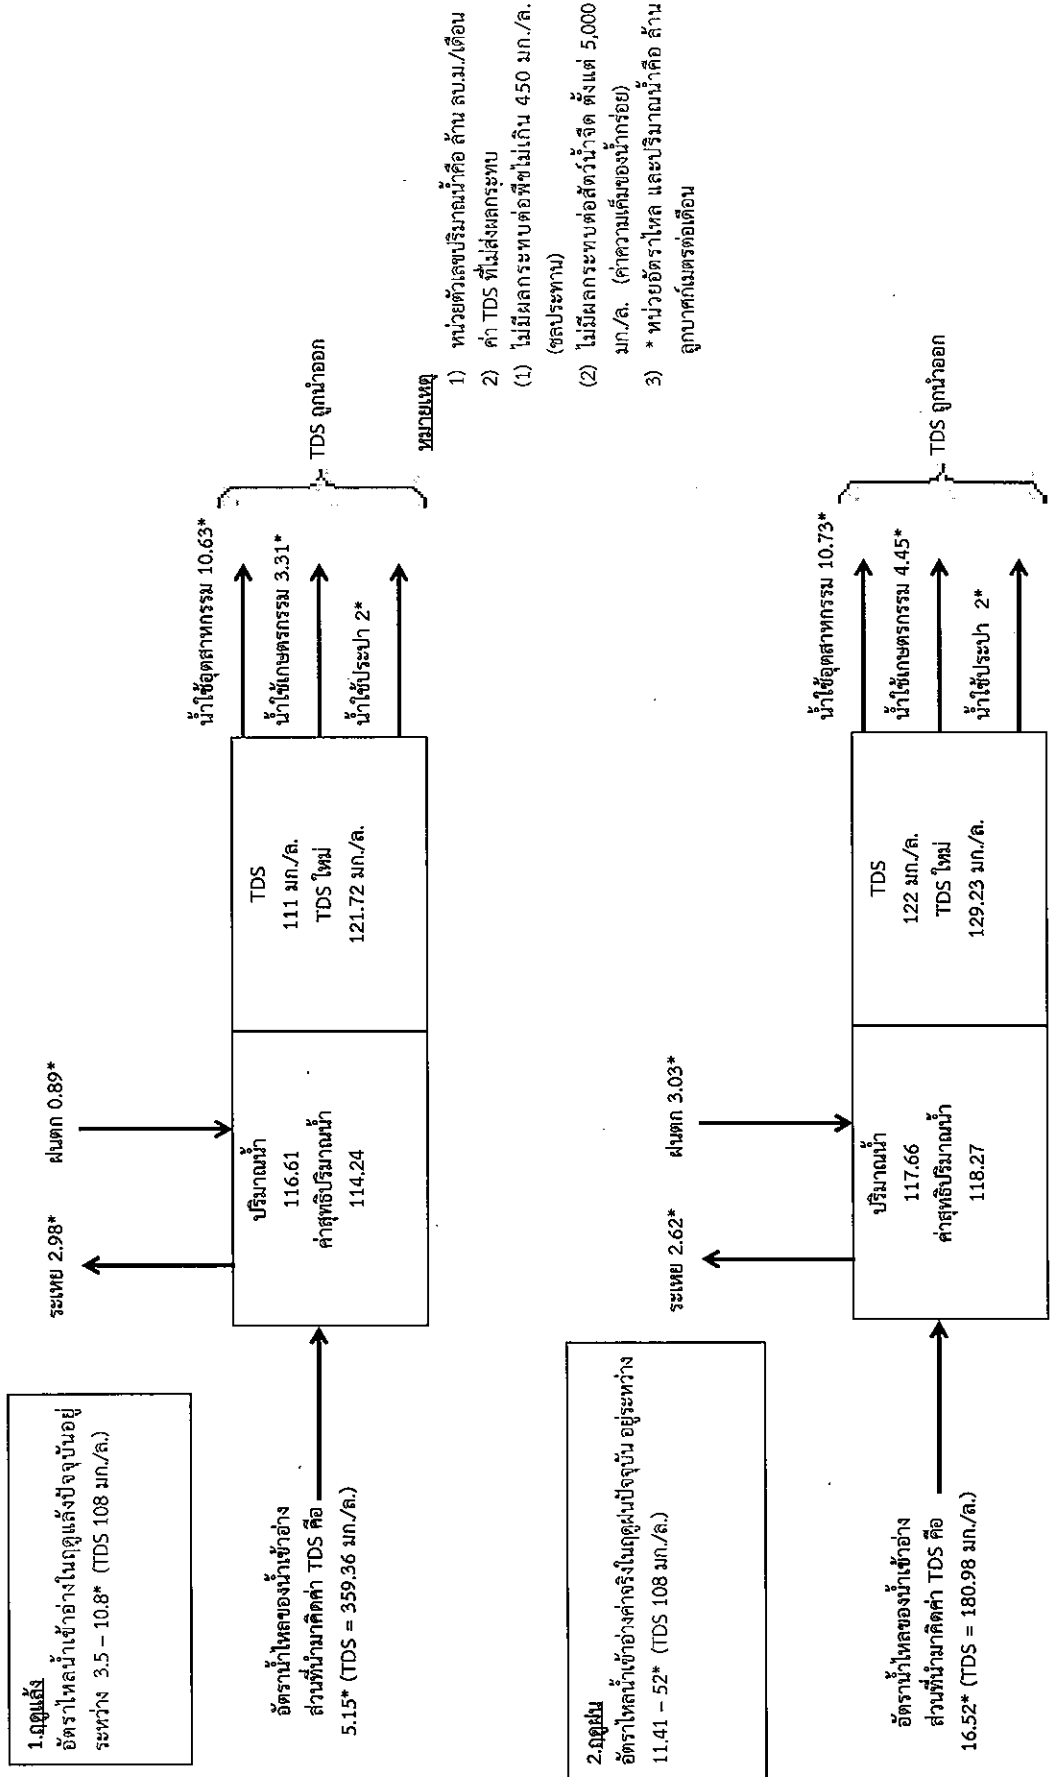 1.ฤดูแล้ง
อัตราไหลน้ำเข้าอ่างในฤดูแล้งปัจจุบันอยู่
ระหว่าง 3.5 – 10.8* (TDS 108 มก./ล.)
ระเหย 2.98*
ฝนตก 0.89*
อัตราน้ำไหลของน้ำเข้าอ่าง
ส่วนที่นำมาคิดค่า TDS คือ
5.15* (TDS = 359.36 มก./ล.)
ปริมาณน้ำ
116.61
ค่าสุทธิปริมาณน้ำ
114.24
TDS
111 มก./ล.
TDS ใหม่
121.72 มก./ล.
น้ำใช้อุตสาหกรรม 10.63*
น้ำใช้เกษตรกรรม 3.31*
น้ำใช้ประปา 2*
TDS ถูกนำออก
หมายเหตุ
1) หน่วยตัวเลขปริมาณน้ำคือ ล้าน ลบ.ม./เดือน
2) ค่า TDS ที่ไม่ส่งผลกระทบ
(1) ไม่มีผลกระทบต่อพืชไม่เกิน 450 มก./ล.
(ชลประทาน)
(2) ไม่มีผลกระทบต่อสัตว์น้ำจืด ตั้งแต่ 5,000
มก./ล. (ค่าความเค็มของน้ำกร่อย)
3) * หน่วยอัตราไหล และปริมาณน้ำคือ ล้าน
ลูกบาศก์เมตรต่อเดือน
2.ฤดูฝน
อัตราไหลน้ำเข้าอ่างค่าจริงในฤดูฝนปัจจุบัน อยู่ระหว่าง
11.41 – 52* (TDS 108 มก./ล.)
ระเหย 2.62*
ฝนตก 3.03*
อัตราน้ำไหลของน้ำเข้าอ่าง
ส่วนที่นำมาคิดค่า TDS คือ
16.52* (TDS = 180.98 มก./ล.)
ปริมาณน้ำ
117.66
ค่าสุทธิปริมาณน้ำ
118.27
TDS
122 มก./ล.
TDS ใหม่
129.23 มก./ล.
น้ำใช้อุตสาหกรรม 10.73*
น้ำใช้เกษตรกรรม 4.45*
น้ำใช้ประปา 2*
TDS ถูกนำออก